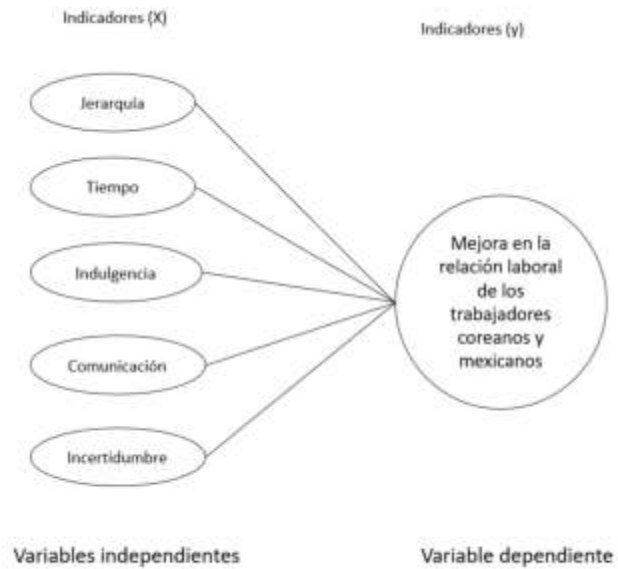 Indicadores (X)
Indicadores (y)
Jerarquía
Tiempo
Indulgencia
Comunicación
Incertidumbre
Mejora en la
relación laboral
de los
trabajadores
coreanos y
mexicanos
Variables independientes
Variable dependiente